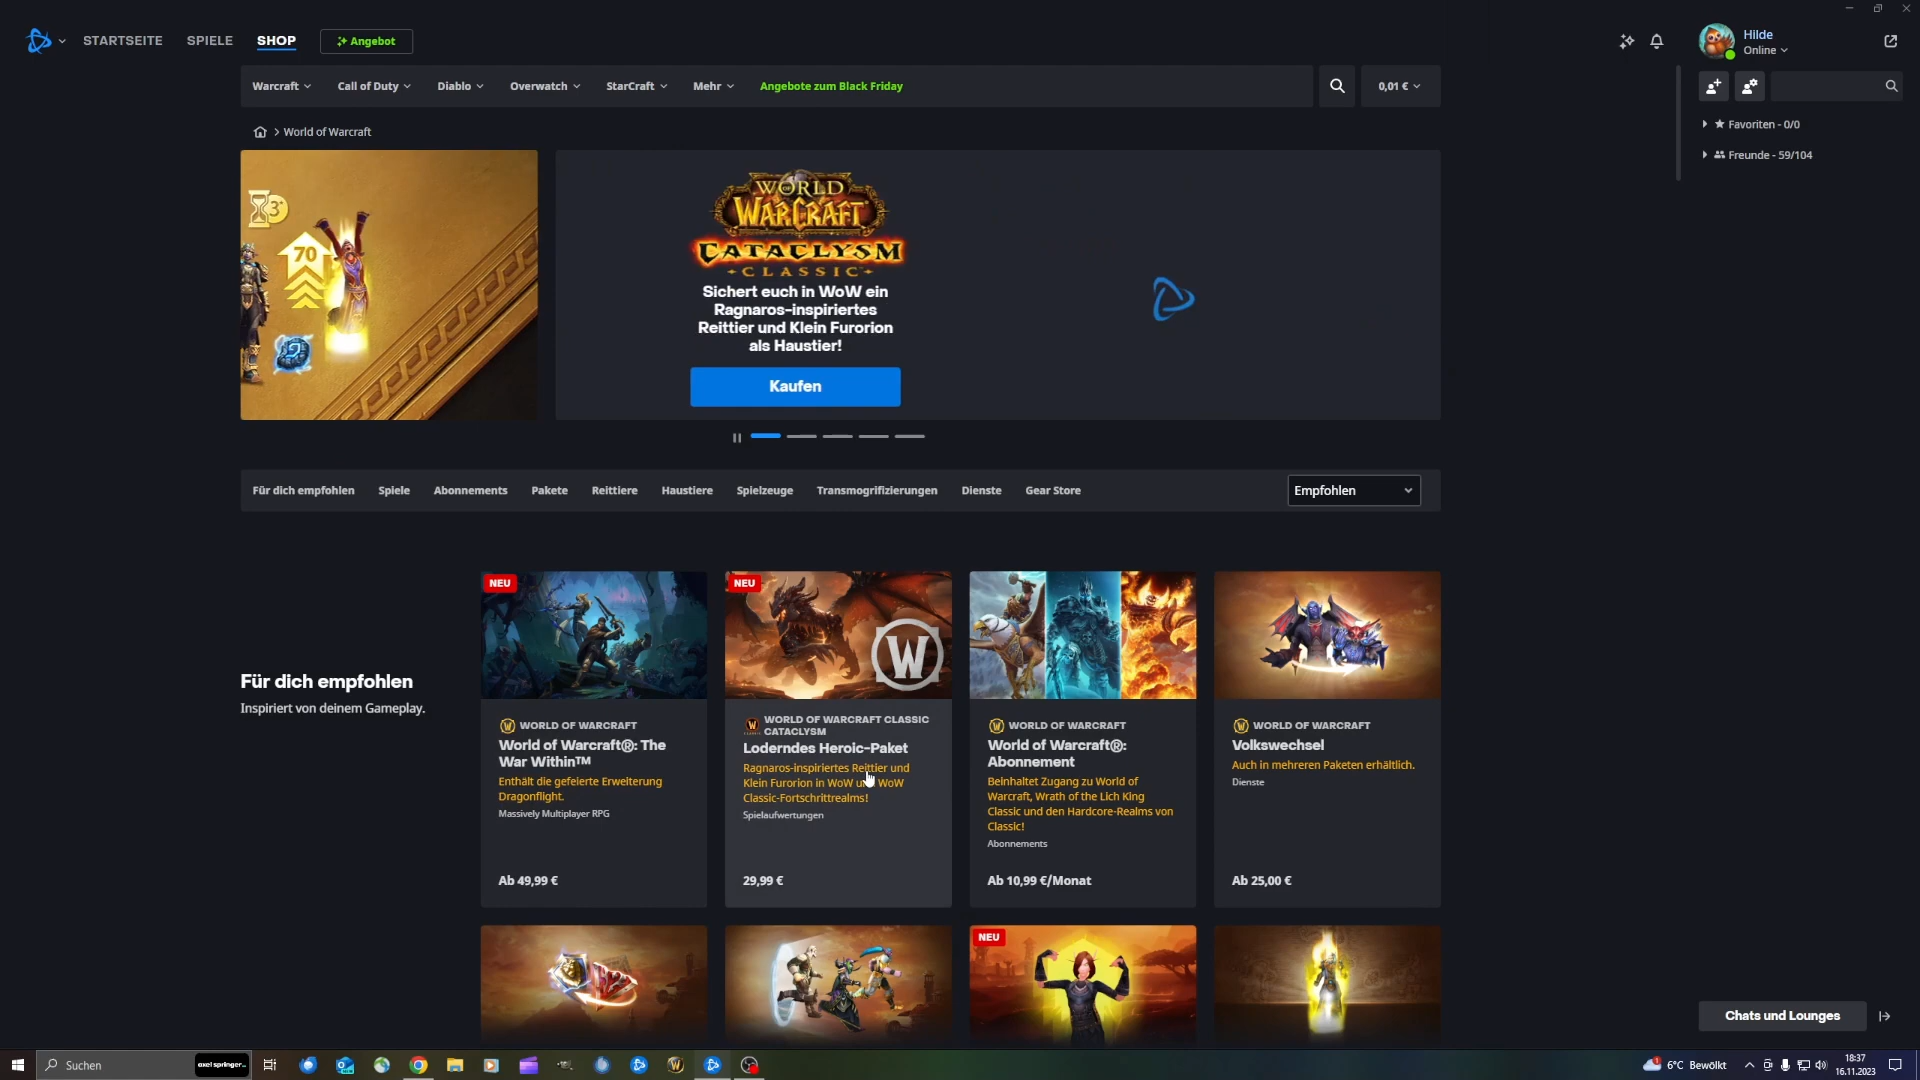 STARTSEITE SPIELE SHOP Angebot
Hilde
Online
Warcraft Call of Duty Diablo Overwatch StarCraft Mehr Angebote zum Black Friday
0,01 €
Favoriten - 0/0
Freunde - 59/104
World of Warcraft
3
70
WORLD OF WARCRAFT
CATACLYSM
CLASSIC
Sichert euch in WoW ein
Ragnaros-inspiriertes
Reittier und Klein Furorion
als Haustier!
Kaufen
Für dich empfohlen Spiele Abonnements Pakete Reittiere Haustiere Spielzeuge Transmogrifizierungen Dienste Gear Store
Empfohlen
Für dich empfohlen
Inspiriert von deinem Gameplay.
NEU
WORLD OF WARCRAFT
World of Warcraft®: The
War Within™
Enthält die gefeierte Erweiterung
Dragonflight.
Massively Multiplayer RPG
Ab 49,99 €
NEU
W
WORLD OF WARCRAFT CLASSIC
CATACLYSM
Loderndes Heroic-Paket
Ragnaros-inspiriertes Reittier und
Klein Furorion in WoW und WoW
Classic-Fortschrittrealms!
Spielaufwertungen
29,99 €
WORLD OF WARCRAFT
World of Warcraft®:
Abonnement
Beinhaltet Zugang zu World of
Warcraft, Wrath of the Lich King
Classic und den Hardcore-Realms von
Classic!
Abonnements
Ab 10,99 €/Monat
WORLD OF WARCRAFT
Volkswechsel
Auch in mehreren Paketen erhältlich.
Dienste
Ab 25,00 €
NEU
Chats und Lounges
Suchen
axel springer...
1
6°C Bewölkt
18:37
16.11.2023